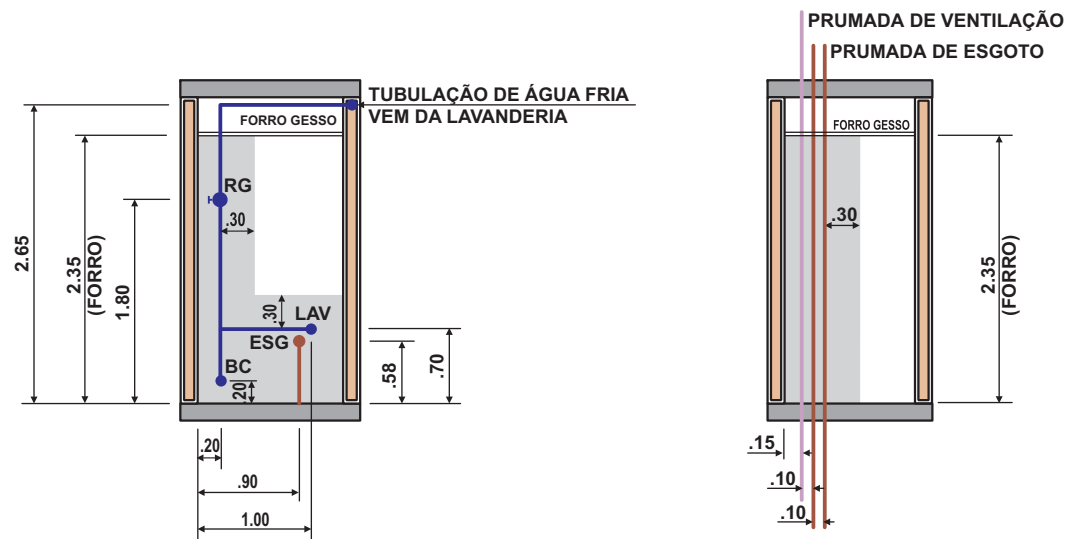 PRUMADA DE VENTILAÇÃO
PRUMADA DE ESGOTO
TUBULAÇÃO DE ÁGUA FRIA
VEM DA LAVANDERIA
FORRO GESSO
FORRO GESSO
RG
.30
.30
2.65
2.35
(FORRO)
1.80
2.35
(FORRO)
.30
LAV
ESG
BC
.20
.58
.70
.20
.90
1.00
.15
.10
.10